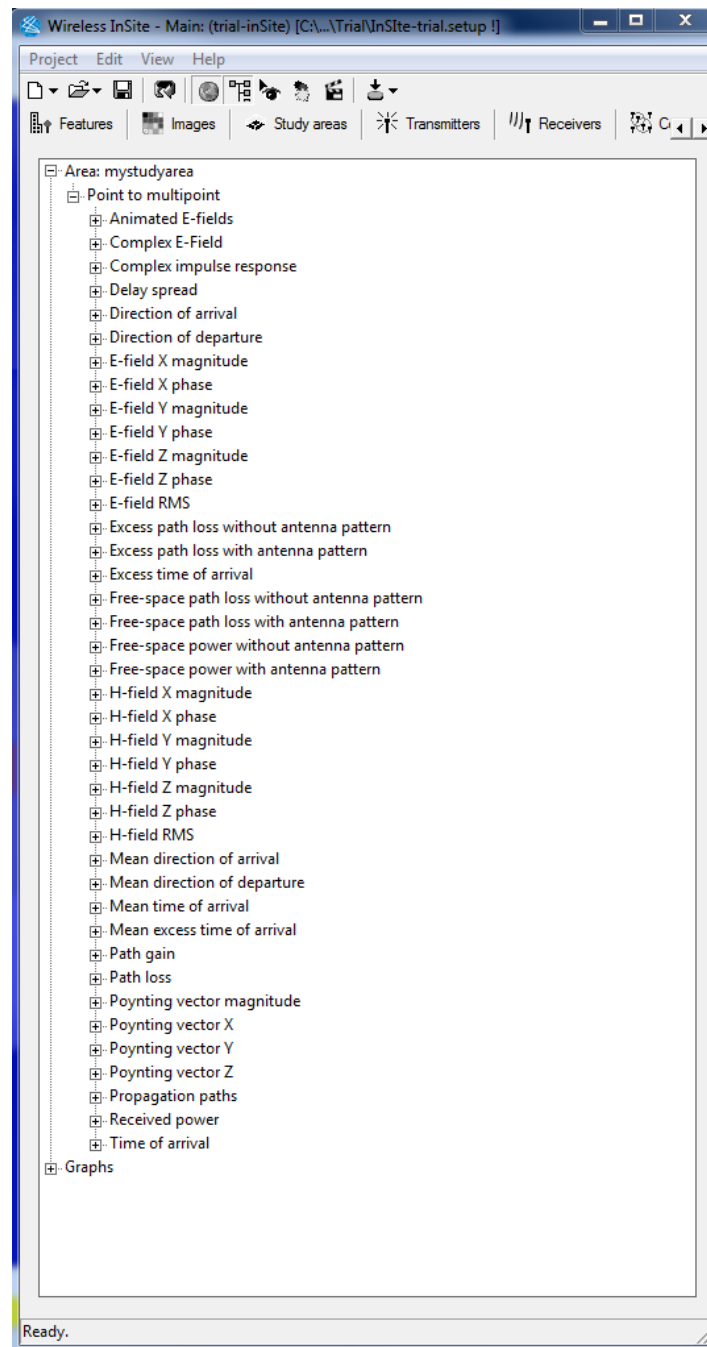 Wireless InSite - Main: (trial-inSite) [C:\...\Trial\InSIte-trial.setup !]
Project Edit View Help
Features Images Study areas Transmitters Receivers
Area: mystudyarea
Point to multipoint
Animated E-fields
Complex E-Field
Complex impulse response
Delay spread
Direction of arrival
Direction of departure
E-field X magnitude
E-field X phase
E-field Y magnitude
E-field Y phase
E-field Z magnitude
E-field Z phase
E-field RMS
Excess path loss without antenna pattern
Excess path loss with antenna pattern
Excess time of arrival
Free-space path loss without antenna pattern
Free-space path loss with antenna pattern
Free-space power without antenna pattern
Free-space power with antenna pattern
H-field X magnitude
H-field X phase
H-field Y magnitude
H-field Y phase
H-field Z magnitude
H-field Z phase
H-field RMS
Mean direction of arrival
Mean direction of departure
Mean time of arrival
Mean excess time of arrival
Path gain
Path loss
Poynting vector magnitude
Poynting vector X
Poynting vector Y
Poynting vector Z
Propagation paths
Received power
Time of arrival
Graphs
Ready.